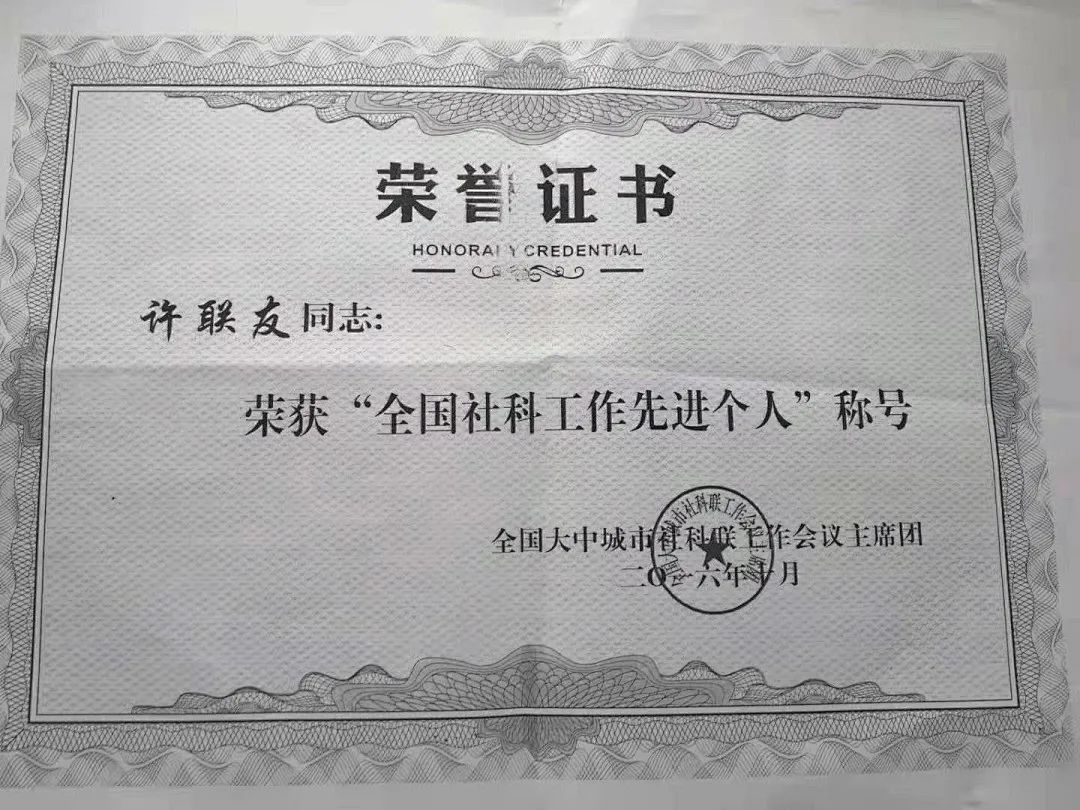 荣誉证书
HONORARY CREDENTIAL
许联友同志:
荣获“全国社科工作先进个人”称号
全国大中城市社科联工作会议主席团
二〇一六年十月